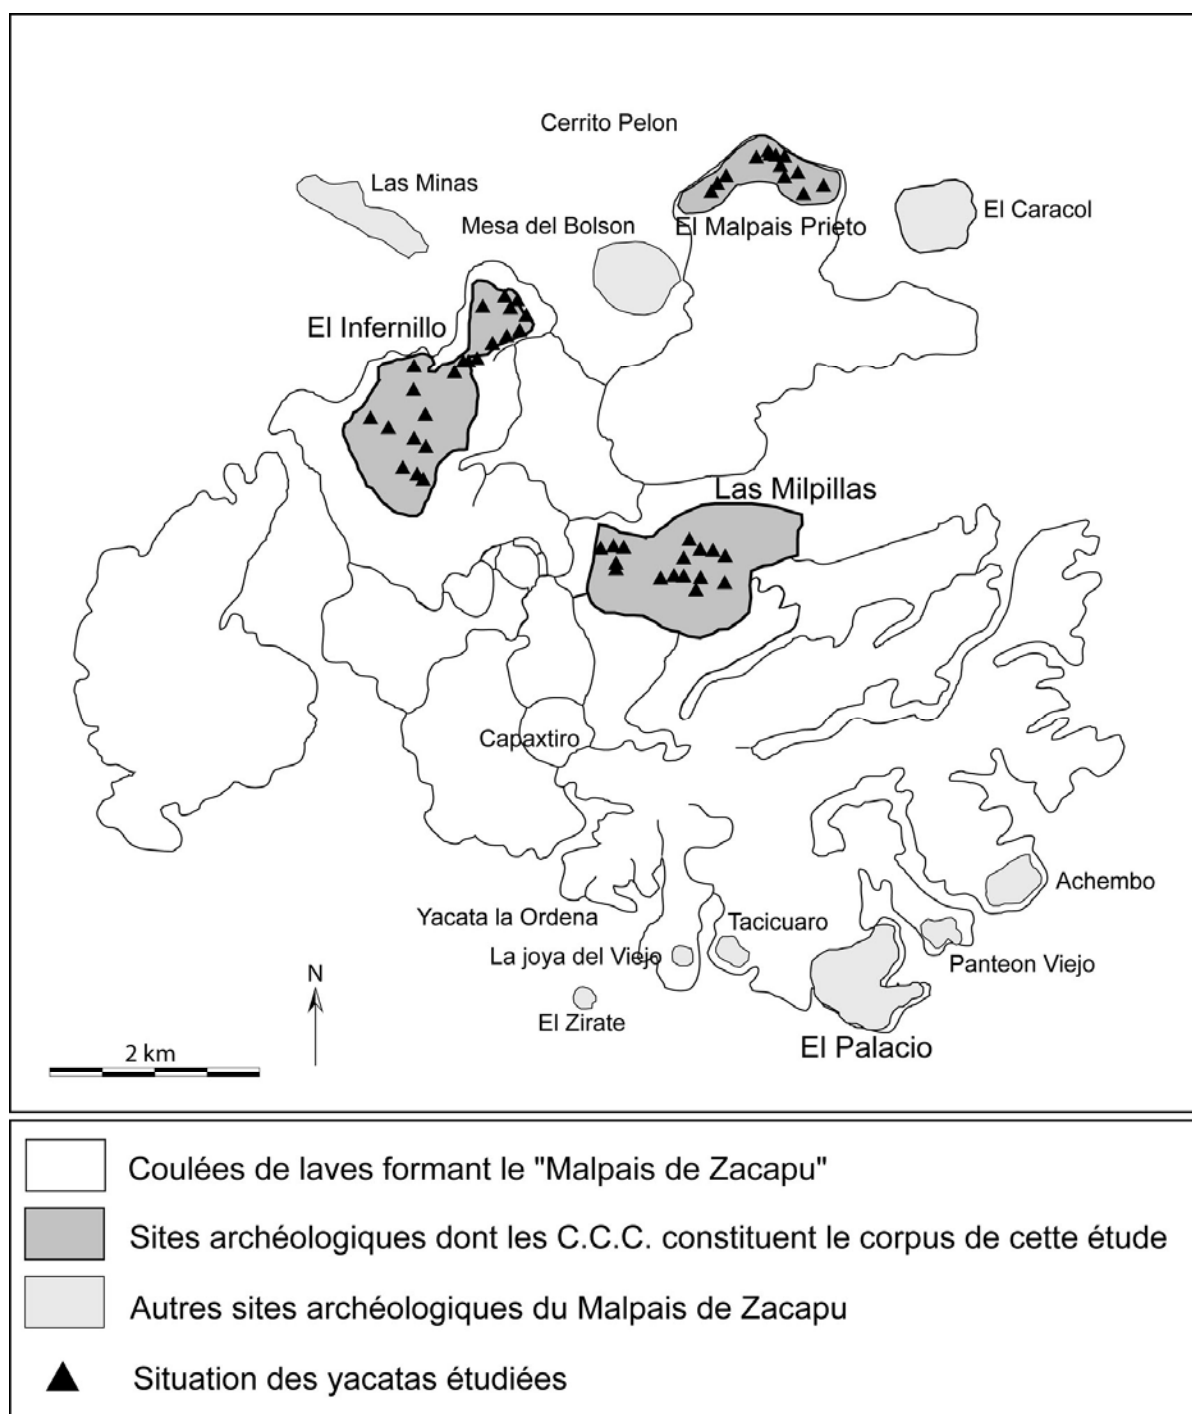 Cerrito Pelon
Las Minas
El Caracol
Mesa del Bolson
El Malpais Prieto
El Infernillo
Las Milpillas
Capaxtiro
Achembo
Yacata la Ordena
Tacicuaro
La joya del Viejo
Panteon Viejo
N
El Zirate
El Palacio
2 km
Coulées de laves formant le "Malpais de Zacapu"
Sites archéologiques dont les C.C.C. constituent le corpus de cette étude
Autres sites archéologiques du Malpais de Zacapu
Situation des yacatas étudiées